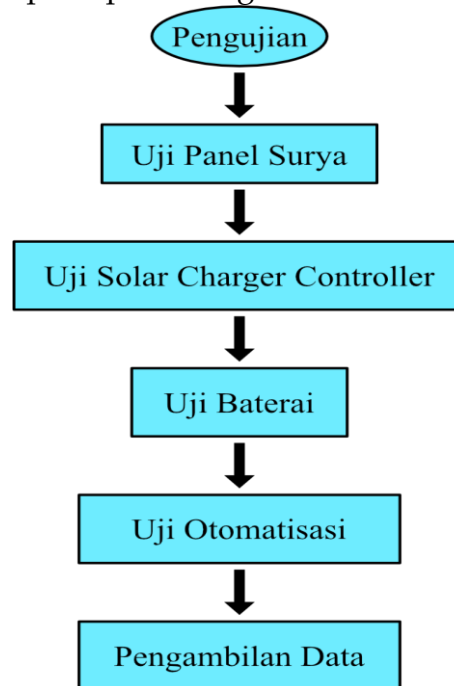 Pengujian
Uji Panel Surya
Uji Solar Charger Controller
Uji Baterai
Uji Otomatisasi
Pengambilan Data